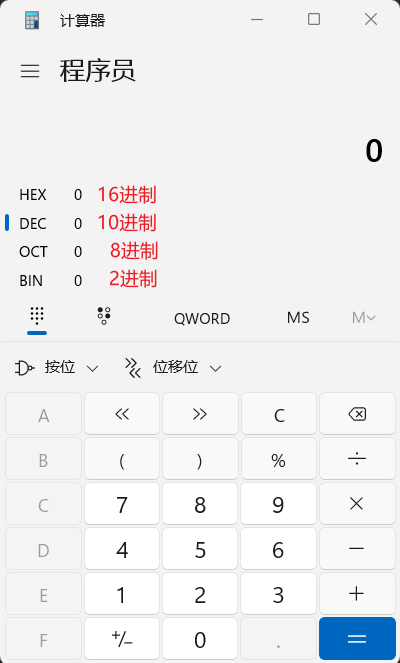 计算器
程序员
0
HEX 0 16进制
DEC 0 10进制
OCT 0 8进制
BIN 0 2进制
QWORD MS M
按位 位移位
A << >> C
B ( ) % ÷
C 7 8 9 ×
D 4 5 6 −
E 1 2 3 +
F +/− 0 . =